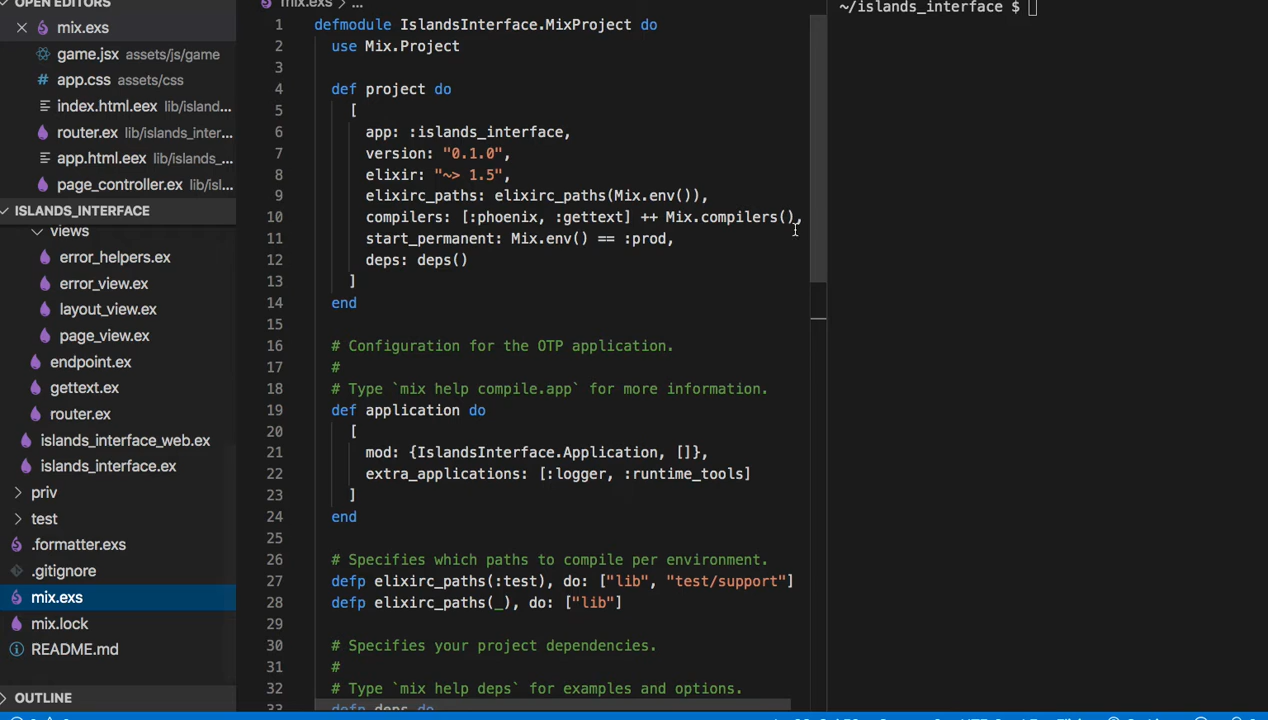 OPEN EDITORS
mix.exs
game.jsx assets/js/game
app.css assets/css
index.html.eex lib/island...
router.ex lib/islands_inter...
app.html.eex lib/islands_...
page_controller.ex lib/isl...
ISLANDS_INTERFACE
views
error_helpers.ex
error_view.ex
layout_view.ex
page_view.ex
endpoint.ex
gettext.ex
router.ex
islands_interface_web.ex
islands_interface.ex
priv
test
.formatter.exs
.gitignore
mix.exs
mix.lock
README.md
OUTLINE
mix.exs > ...
1 defmodule IslandsInterface.MixProject do
2 use Mix.Project
3
4 def project do
5 [
6 app: :islands_interface,
7 version: "0.1.0",
8 elixir: "~> 1.5",
9 elixirc_paths: elixirc_paths(Mix.env()),
10 compilers: [:phoenix, :gettext] ++ Mix.compilers(),
11 start_permanent: Mix.env() == :prod,
12 deps: deps()
13 ]
14 end
15
16 # Configuration for the OTP application.
17 #
18 # Type `mix help compile.app` for more information.
19 def application do
20 [
21 mod: {IslandsInterface.Application, []},
22 extra_applications: [:logger, :runtime_tools]
23 ]
24 end
25
26 # Specifies which paths to compile per environment.
27 defp elixirc_paths(:test), do: ["lib", "test/support"]
28 defp elixirc_paths(_), do: ["lib"]
29
30 # Specifies your project dependencies.
31 #
32 # Type `mix help deps` for examples and options.
33 defp deps do
~/islands_interface $